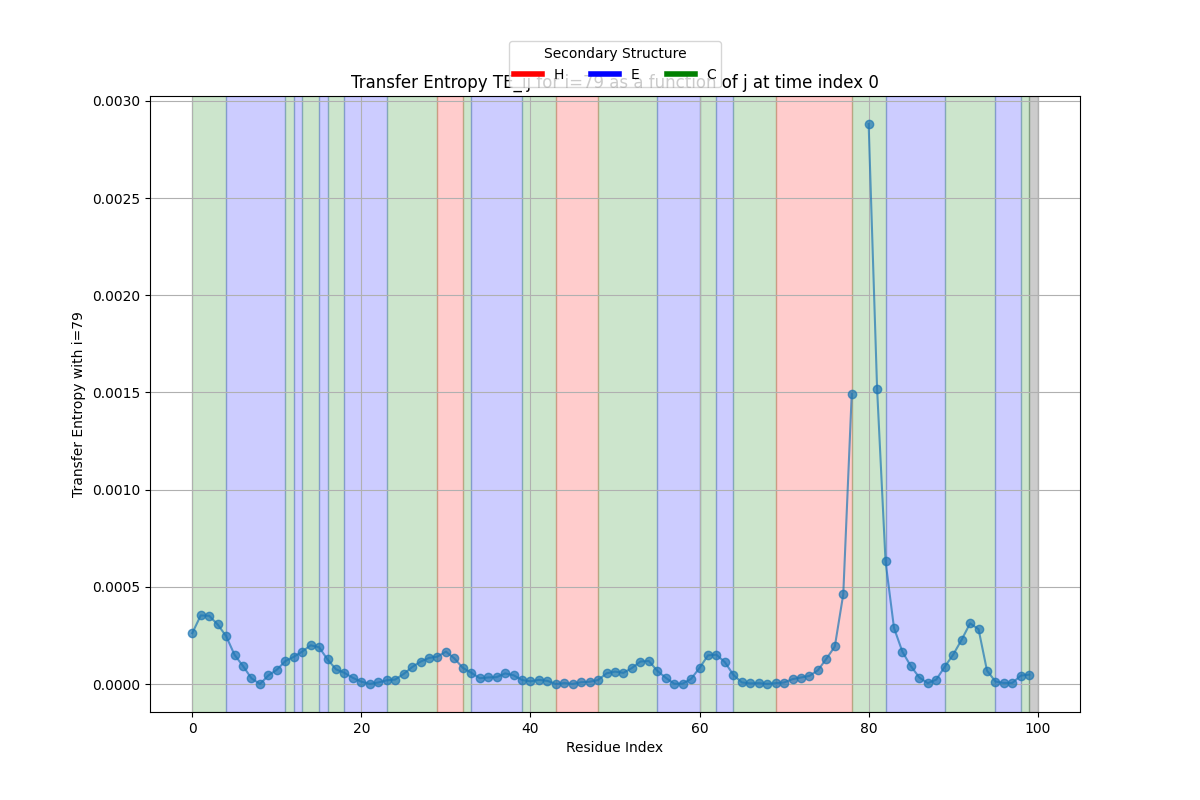 Secondary Structure
H E C
Transfer Entropy TE_ij for i=79 as a function of j at time index 0
0.0030
0.0025
0.0020
0.0015
0.0010
0.0005
0.0000
Transfer Entropy with i=79
0 20 40 60 80 100
Residue Index